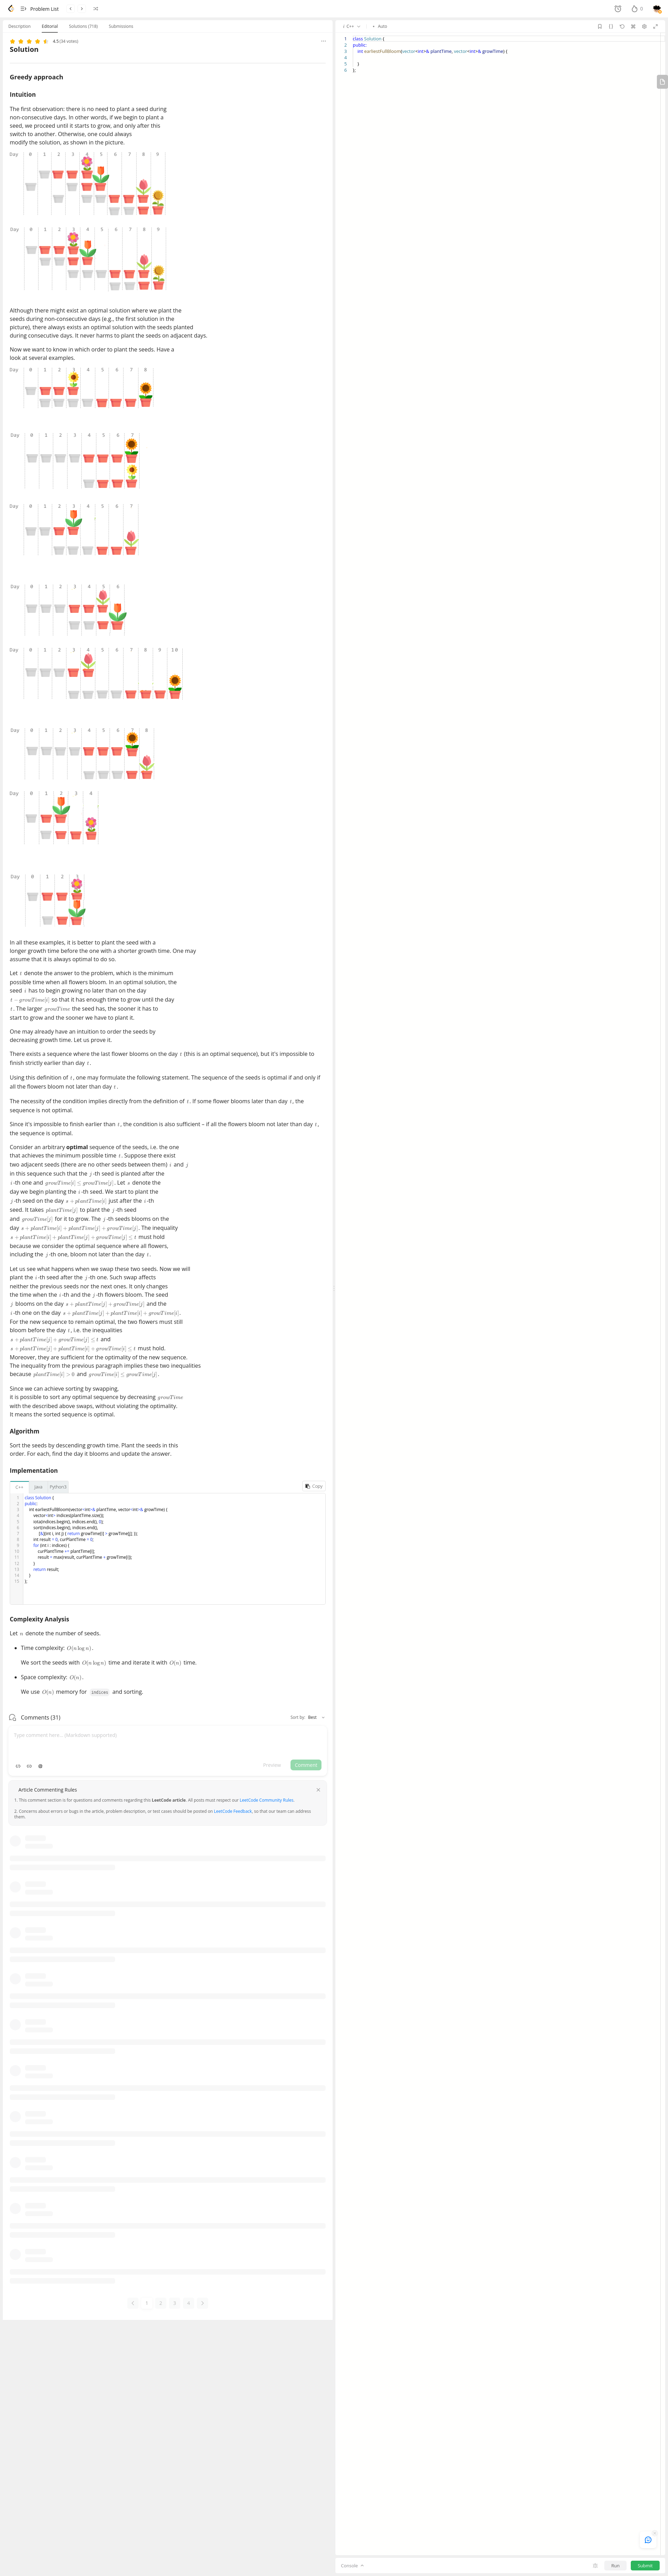 Problem List
0
Description Editorial Solutions (718) Submissions
4.5 (34 votes)
Solution
Greedy approach
Intuition
The first observation: there is no need to plant a seed during
non-consecutive days. In other words, if we begin to plant a
seed, we proceed until it starts to grow, and only after this
switch to another. Otherwise, one could always
modify the solution, as shown in the picture.
Day 0 1 2 3 4 5 6 7 8 9
Day 0 1 2 3 4 5 6 7 8 9
Although there might exist an optimal solution where we plant the
seeds during non-consecutive days (e.g., the first solution in the
picture), there always exists an optimal solution with the seeds planted
during consecutive days. It never harms to plant the seeds on adjacent days.
Now we want to know in which order to plant the seeds. Have a
look at several examples.
Day 0 1 2 3 4 5 6 7 8
Day 0 1 2 3 4 5 6 7
Day 0 1 2 3 4 5 6 7
Day 0 1 2 3 4 5 6
Day 0 1 2 3 4 5 6 7 8 9 10
Day 0 1 2 3 4 5 6 7 8
Day 0 1 2 3 4
Day 0 1 2 3
In all these examples, it is better to plant the seed with a
longer growth time before the one with a shorter growth time. One may
assume that it is always optimal to do so.
Let t denote the answer to the problem, which is the minimum
possible time when all flowers bloom. In an optimal solution, the
seed i has to begin growing no later than on the day
t − growTime[i] so that it has enough time to grow until the day
t. The larger growTime the seed has, the sooner it has to
start to grow and the sooner we have to plant it.
One may already have an intuition to order the seeds by
decreasing growth time. Let us prove it.
There exists a sequence where the last flower blooms on the day t (this is an optimal sequence), but it's impossible to
finish strictly earlier than day t.
Using this definition of t, one may formulate the following statement. The sequence of the seeds is optimal if and only if
all the flowers bloom not later than day t.
The necessity of the condition implies directly from the definition of t. If some flower blooms later than day t, the
sequence is not optimal.
Since it's impossible to finish earlier than t, the condition is also sufficient – if all the flowers bloom not later than day t,
the sequence is optimal.
Consider an arbitrary optimal sequence of the seeds, i.e. the one
that achieves the minimum possible time t. Suppose there exist
two adjacent seeds (there are no other seeds between them) i and j
in this sequence such that the j-th seed is planted after the
i-th one and growTime[i] ≤ growTime[j]. Let s denote the
day we begin planting the i-th seed. We start to plant the
j-th seed on the day s + plantTime[i], just after the i-th
seed. It takes plantTime[j] to plant the j-th seed
and growTime[j] for it to grow. The j-th seeds blooms on the
day s + plantTime[i] + plantTime[j] + growTime[j]. The inequality
s + plantTime[i] + plantTime[j] + growTime[j] ≤ t must hold
because we consider the optimal sequence where all flowers,
including the j-th one, bloom not later than the day t.
Let us see what happens when we swap these two seeds. Now we will
plant the i-th seed after the j-th one. Such swap affects
neither the previous seeds nor the next ones. It only changes
the time when the i-th and the j-th flowers bloom. The seed
j blooms on the day s + plantTime[j] + growTime[j] and the
i-th one on the day s + plantTime[j] + plantTime[i] + growTime[i].
For the new sequence to remain optimal, the two flowers must still
bloom before the day t, i.e. the inequalities
s + plantTime[j] + growTime[j] ≤ t and
s + plantTime[j] + plantTime[i] + growTime[i] ≤ t must hold.
Moreover, they are sufficient for the optimality of the new sequence.
The inequality from the previous paragraph implies these two inequalities
because plantTime[i] > 0 and growTime[i] ≤ growTime[j].
Since we can achieve sorting by swapping,
it is possible to sort any optimal sequence by decreasing growTime
with the described above swaps, without violating the optimality.
It means the sorted sequence is optimal.
Algorithm
Sort the seeds by descending growth time. Plant the seeds in this
order. For each, find the day it blooms and update the answer.
Implementation
C++ Java Python3 Copy
1 class Solution {
2 public:
3 int earliestFullBloom(vector<int>& plantTime, vector<int>& growTime) {
4 vector<int> indices(plantTime.size());
5 iota(indices.begin(), indices.end(), 0);
6 sort(indices.begin(), indices.end(),
7 [&](int i, int j) { return growTime[i] > growTime[j]; });
8 int result = 0, curPlantTime = 0;
9 for (int i : indices) {
10 curPlantTime += plantTime[i];
11 result = max(result, curPlantTime + growTime[i]);
12 }
13 return result;
14 }
15 };
Complexity Analysis
Let n denote the number of seeds.
• Time complexity: O(n log n).
We sort the seeds with O(n log n) time and iterate it with O(n) time.
• Space complexity: O(n).
We use O(n) memory for indices and sorting.
Comments (31) Sort by: Best
Type comment here... (Markdown supported)
Preview Comment
Article Commenting Rules
1. This comment section is for questions and comments regarding this LeetCode article. All posts must respect our LeetCode Community Rules.
2. Concerns about errors or bugs in the article, problem description, or test cases should be posted on LeetCode Feedback, so that our team can address
them.
1 2 3 4
C++ Auto
1 class Solution {
2 public:
3 int earliestFullBloom(vector<int>& plantTime, vector<int>& growTime) {
4
5 }
6 };
Console Run Submit